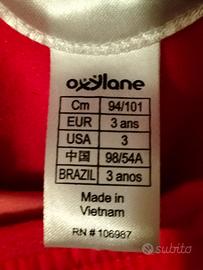 oxylane
Cm 94/101
EUR 3 ans
USA 3
中国 98/54A
BRAZIL 3 anos
Made in
Vietnam
RN # 106987
subito